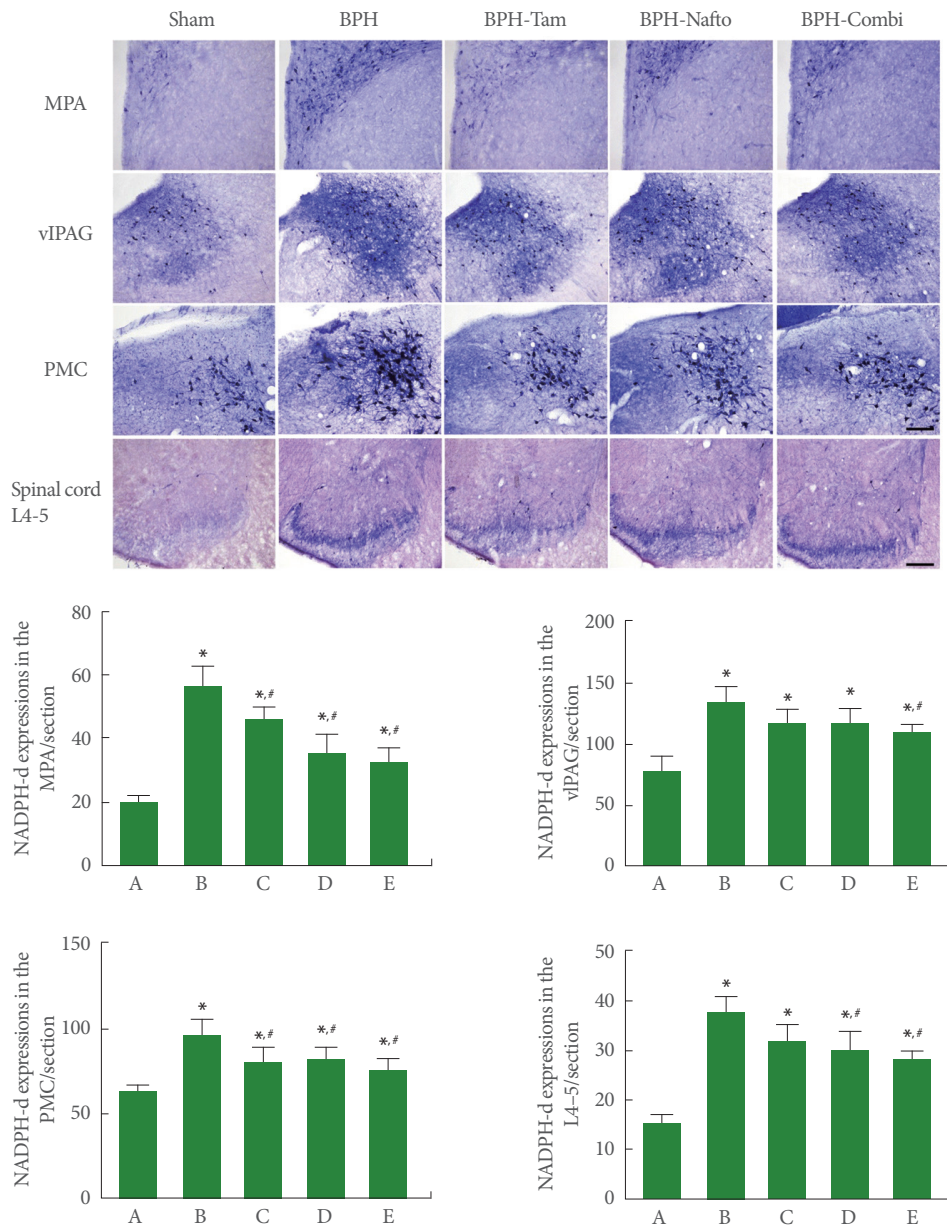 Sham BPH BPH-Tam BPH-Nafto BPH-Combi
MPA
vlPAG
PMC
Spinal cord
L4-5
NADPH-d expressions in the
MPA/section
80
60
40
20
0
*
*,#
*,#
*,#
A B C D E
NADPH-d expressions in the
vlPAG/section
200
150
100
50
0
*
*
*
*,#
A B C D E
NADPH-d expressions in the
PMC/section
150
100
50
0
*
*,#
*,#
*,#
A B C D E
NADPH-d expressions in the
L4–5/section
50
40
30
20
10
0
*
*
*,#
*,#
A B C D E